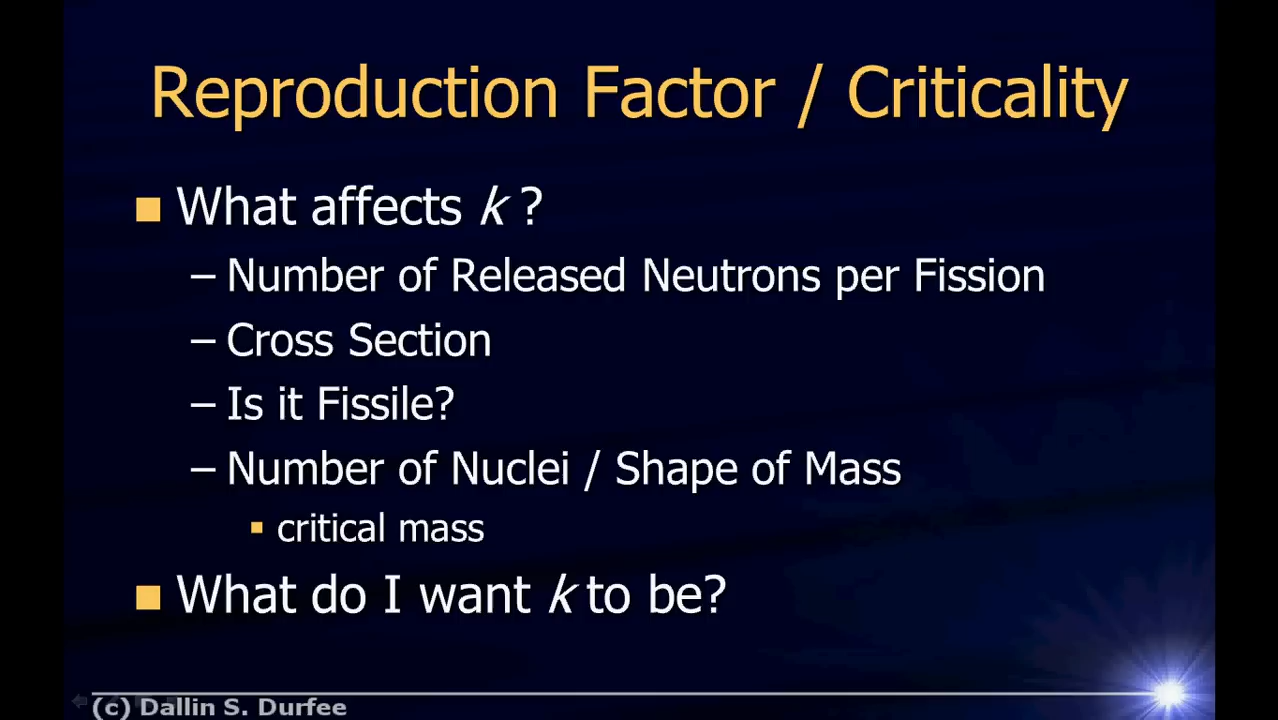 Reproduction Factor / Criticality
What affects k ?
– Number of Released Neutrons per Fission
– Cross Section
– Is it Fissile?
– Number of Nuclei / Shape of Mass
critical mass
What do I want k to be?
(c) Dallin S. Durfee